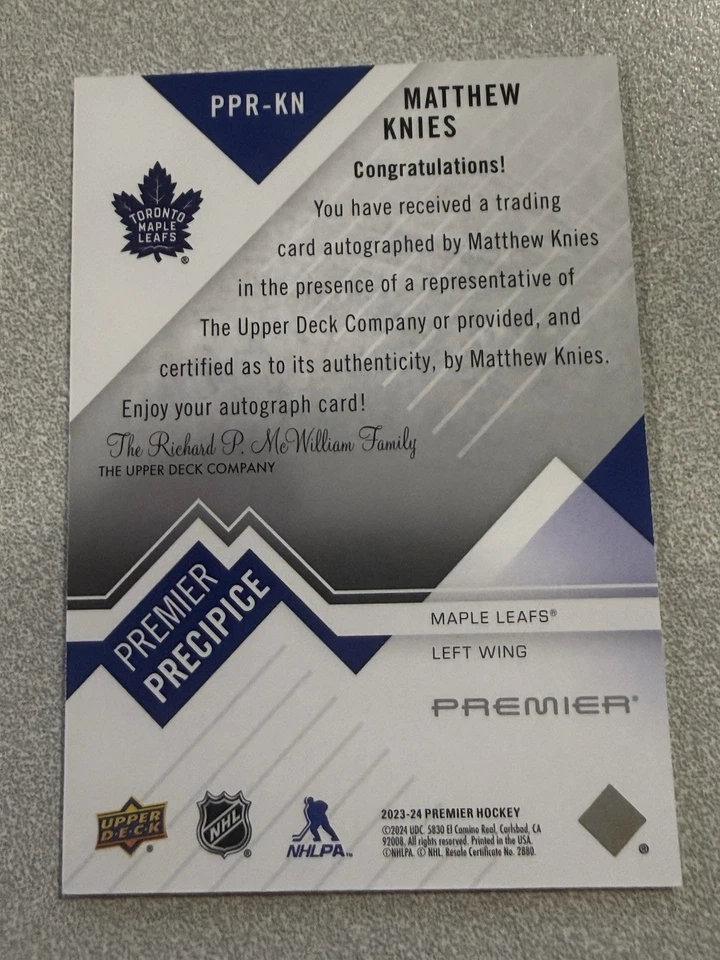 PPR-KN
MATTHEW
KNIES
TORONTO
MAPLE
LEAFS
®
Congratulations!
You have received a trading
card autographed by Matthew Knies
in the presence of a representative of
The Upper Deck Company or provided, and
certified as to its authenticity, by Matthew Knies.
Enjoy your autograph card!
The Richard P. McWilliam Family
THE UPPER DECK COMPANY
PREMIER
PRECIPICE
MAPLE LEAFS®
LEFT WING
PREMIER®
UPPER
D·E·C·K
®
NHL
®
NHLPA™
2023-24 PREMIER HOCKEY
©2024 UDC. 5830 El Camino Real, Carlsbad, CA
92008. All rights reserved. Printed in the USA.
©NHLPA. © NHL. Resale Certificate No. 2880.
®